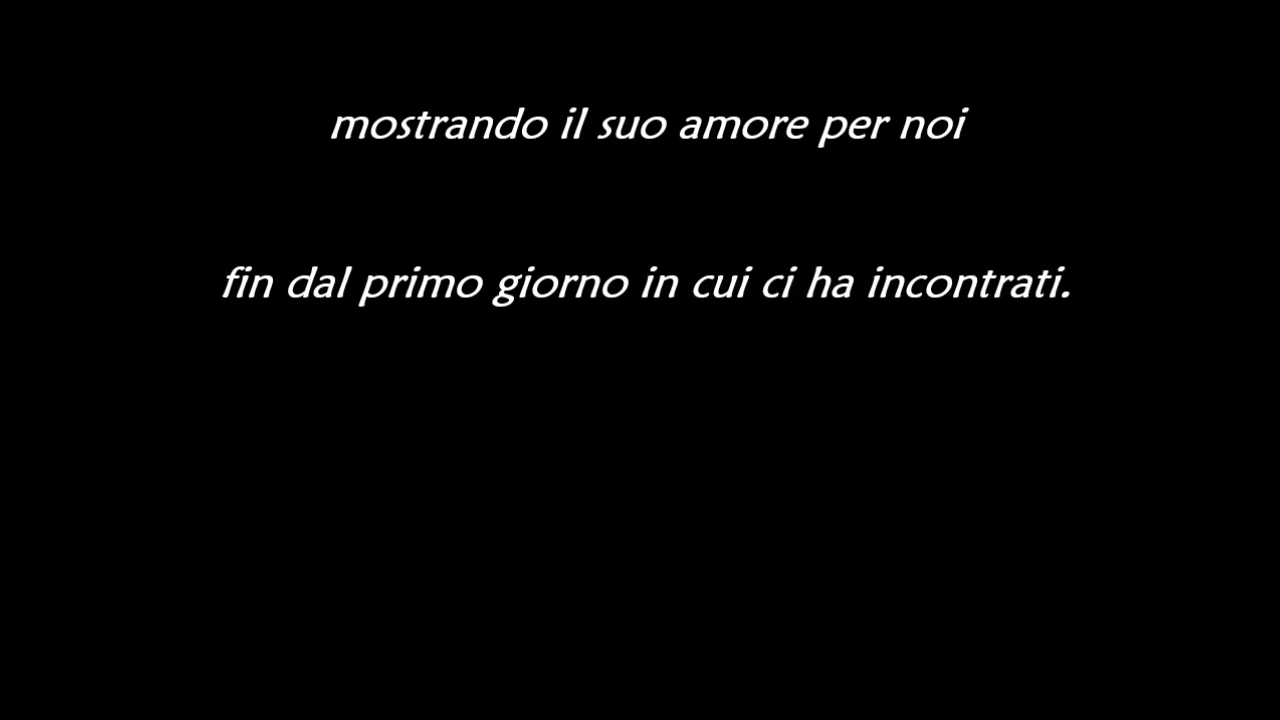 mostrando il suo amore per noi
fin dal primo giorno in cui ci ha incontrati.